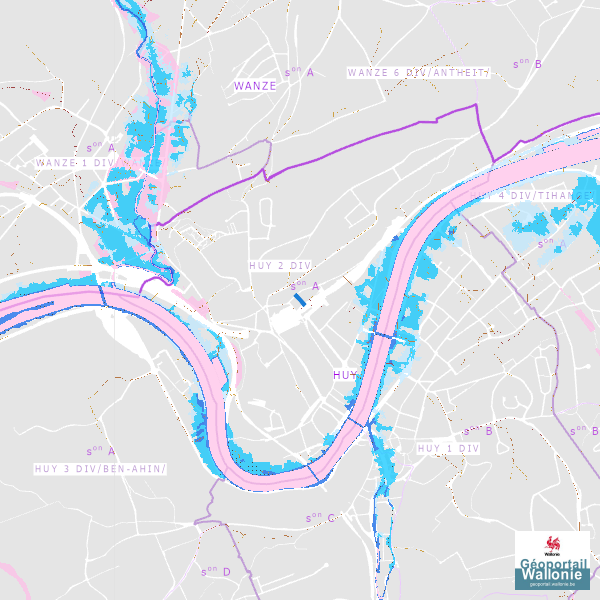 sᵒⁿ B
sᵒⁿ A
WANZE 6 DIV/ANTHEIT/
WANZE
sᵒⁿ A
WANZE 1 DIV
4 DIV/TIHANGE
sᵒⁿ A
HUY 2 DIV
sᵒⁿ A
HUY
sᵒⁿ B
sᵒⁿ B
sᵒⁿ A
HUY 1 DIV
HUY 3 DIV/BEN-AHIN/
sᵒⁿ C
sᵒⁿ D
Wallonie
Géoportail
Wallonie
geoportail.wallonie.be